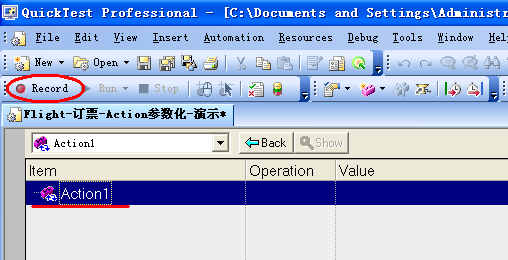 QuickTest Professional - [C:\Documents and Settings\Administr
File Edit View Insert Automation Resources Debug Tools Window Help
New Open
Record Run Stop
Flight-订票-Action参数化-演示*
Action1 Back Show
Item Operation Value
Action1